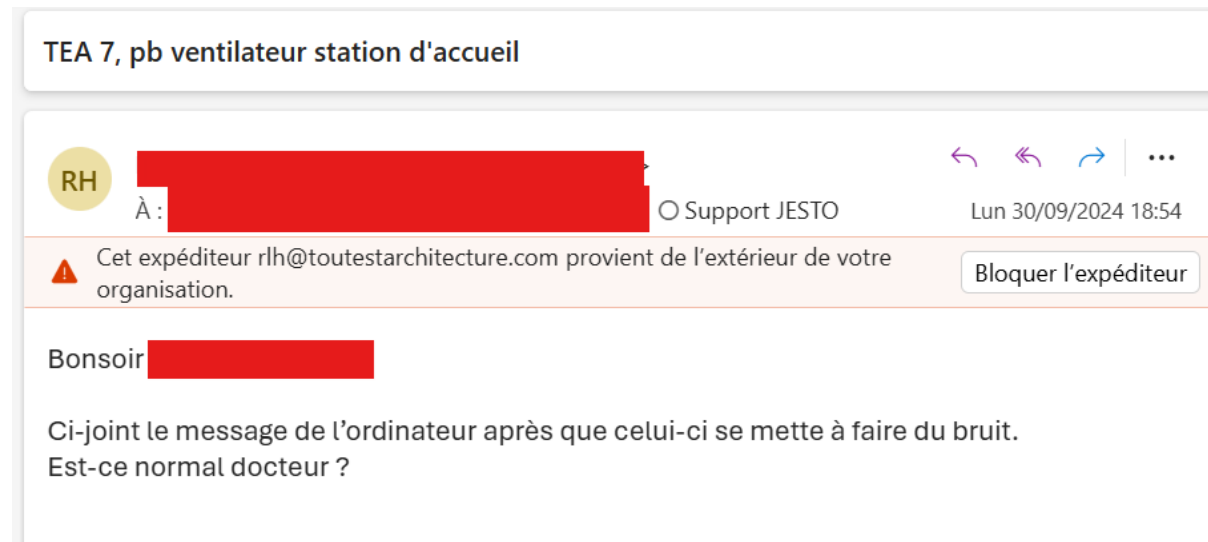 TEA 7, pb ventilateur station d'accueil
RH
À :
Support JESTO
Lun 30/09/2024 18:54
Cet expéditeur rlh@toutestarchitecture.com provient de l'extérieur de votre
organisation.
Bloquer l'expéditeur
Bonsoir
Ci-joint le message de l'ordinateur après que celui-ci se mette à faire du bruit.
Est-ce normal docteur ?